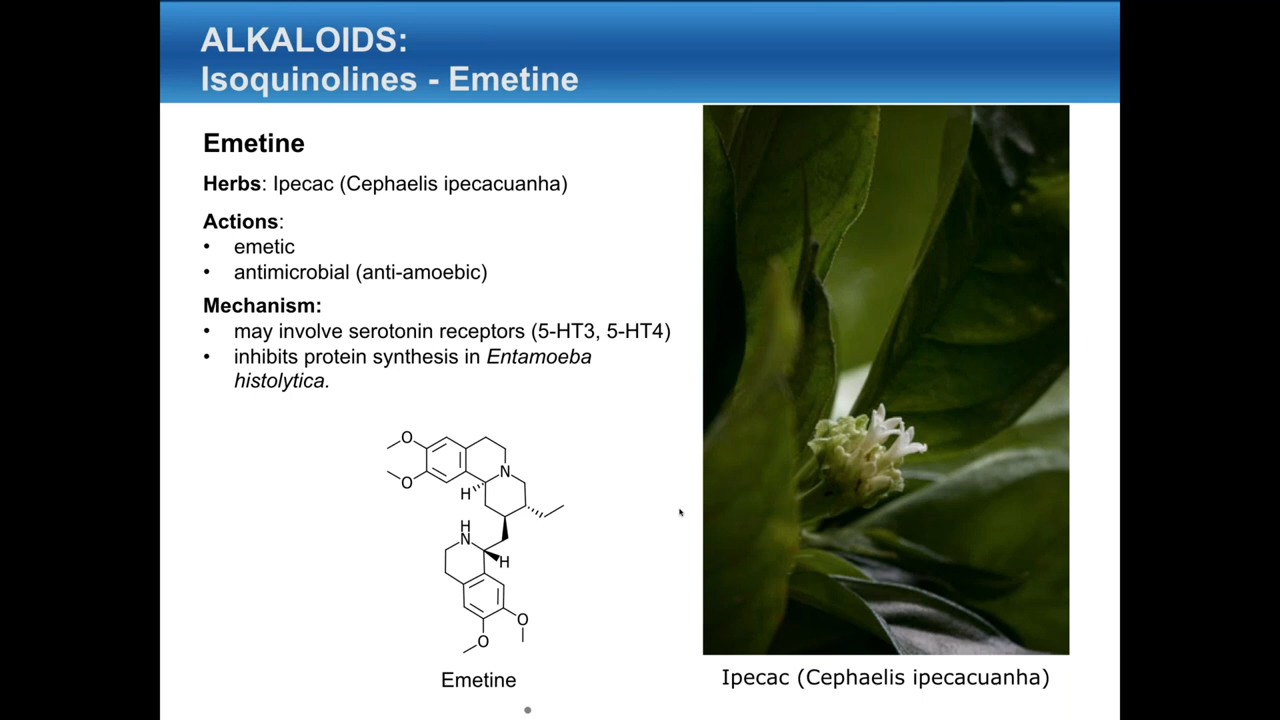 ALKALOIDS:
Isoquinolines - Emetine
Emetine
Herbs: Ipecac (Cephaelis ipecacuanha)
Actions:
• emetic
• antimicrobial (anti-amoebic)
Mechanism:
• may involve serotonin receptors (5-HT3, 5-HT4)
• inhibits protein synthesis in Entamoeba
histolytica.
O
O
N
H
H
N
H
O
O
Emetine
Ipecac (Cephaelis ipecacuanha)